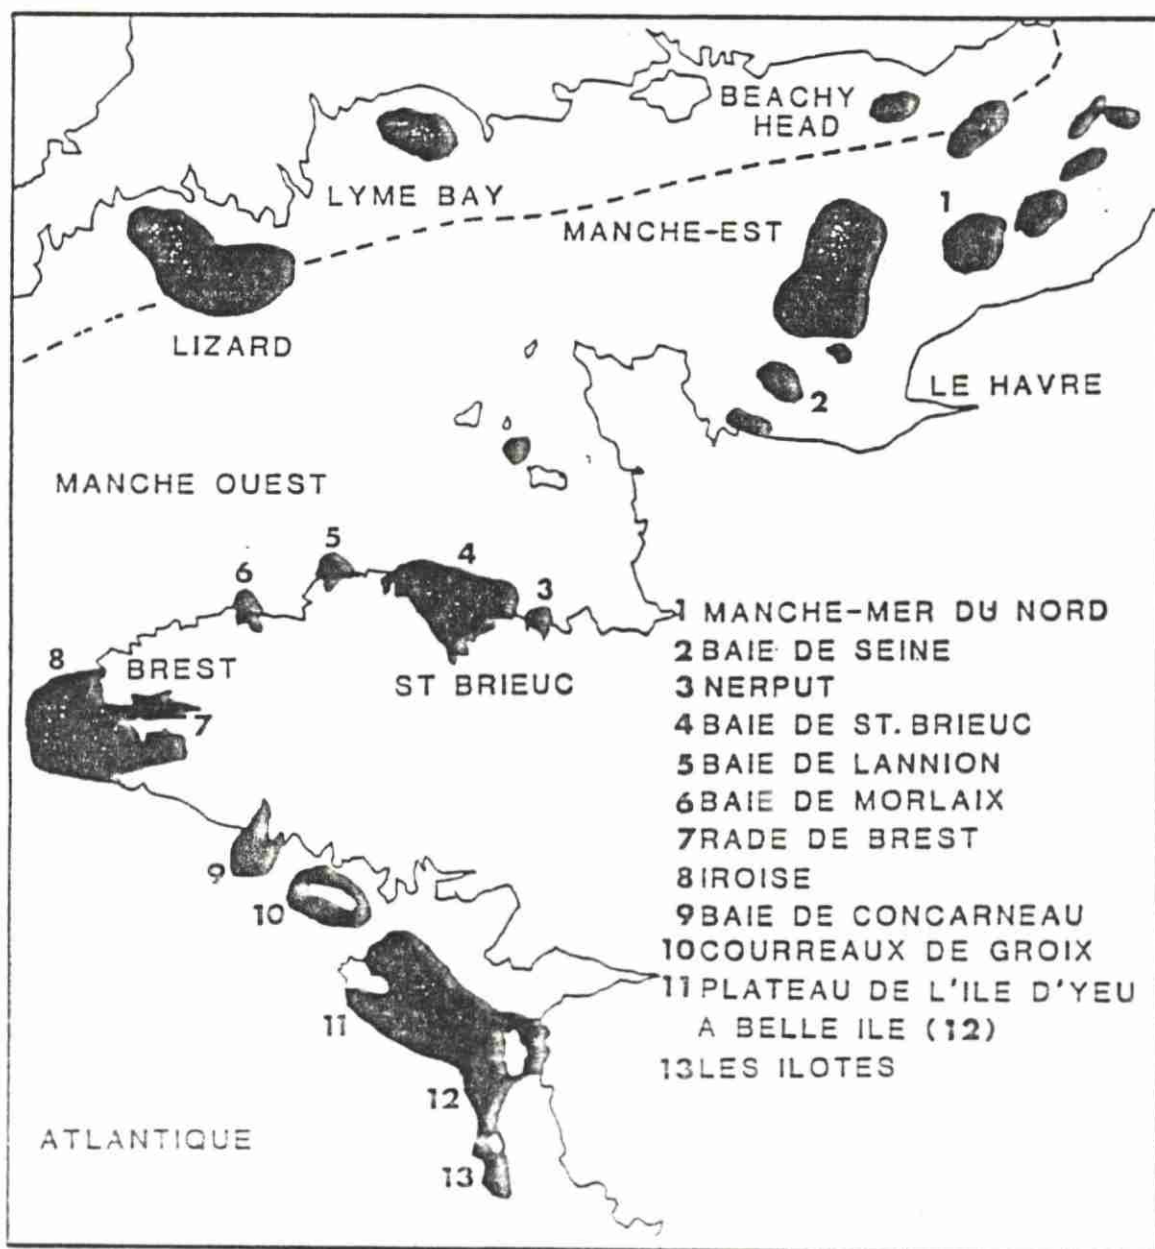 BEACHY
HEAD
LYME BAY
1
MANCHE-EST
LIZARD
LE HAVRE
2
MANCHE OUEST
5
4
6
3
8
BREST
ST BRIEUC
7
1 MANCHE-MER DU NORD
2 BAIE DE SEINE
3 NERPUT
4 BAIE DE ST. BRIEUC
5 BAIE DE LANNION
6 BAIE DE MORLAIX
7 RADE DE BREST
8 IROISE
9 BAIE DE CONCARNEAU
10 COURREAUX DE GROIX
11 PLATEAU DE L'ILE D'YEU
A BELLE ILE (12)
13 LES ILOTES
9
10
11
12
ATLANTIQUE
13